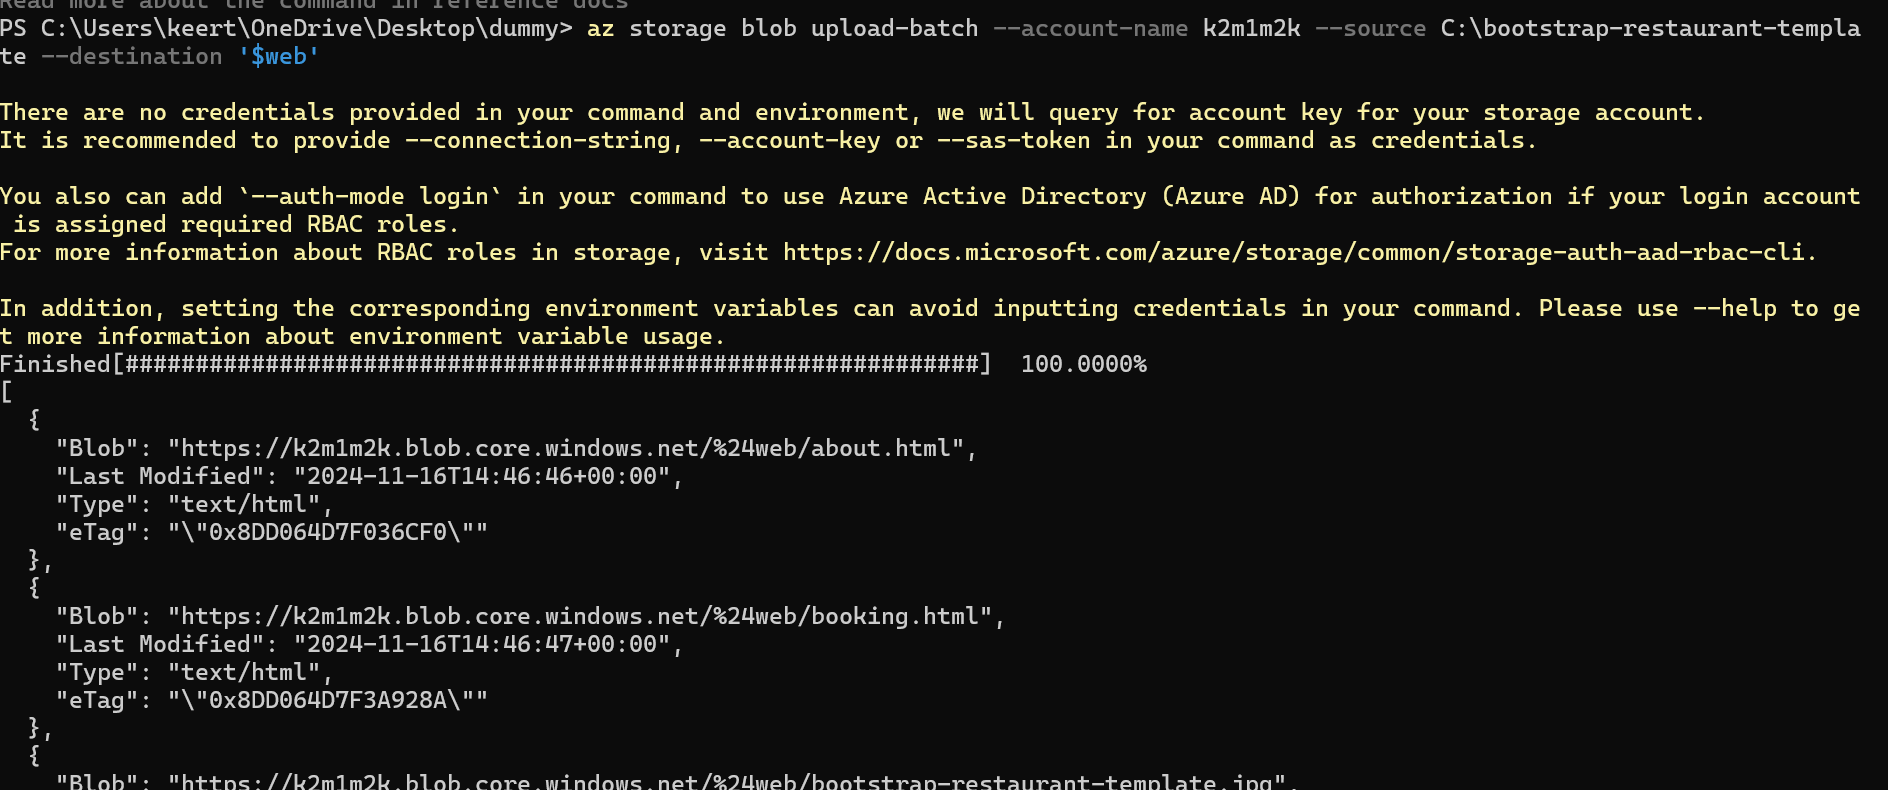 Read more about the command in reference docs
PS C:\Users\keert\OneDrive\Desktop\dummy> az storage blob upload-batch --account-name k2m1m2k --source C:\bootstrap-restaurant-templa
te --destination '$web'
There are no credentials provided in your command and environment, we will query for account key for your storage account.
It is recommended to provide --connection-string, --account-key or --sas-token in your command as credentials.
You also can add `--auth-mode login` in your command to use Azure Active Directory (Azure AD) for authorization if your login account
 is assigned required RBAC roles.
For more information about RBAC roles in storage, visit https://docs.microsoft.com/azure/storage/common/storage-auth-aad-rbac-cli.
In addition, setting the corresponding environment variables can avoid inputting credentials in your command. Please use --help to ge
t more information about environment variable usage.
Finished[#############################################################]  100.0000%
[
  {
    "Blob": "https://k2m1m2k.blob.core.windows.net/%24web/about.html",
    "Last Modified": "2024-11-16T14:46:46+00:00",
    "Type": "text/html",
    "eTag": "\"0x8DD064D7F036CF0\""
  },
  {
    "Blob": "https://k2m1m2k.blob.core.windows.net/%24web/booking.html",
    "Last Modified": "2024-11-16T14:46:47+00:00",
    "Type": "text/html",
    "eTag": "\"0x8DD064D7F3A928A\""
  },
  {
    "Blob": "https://k2m1m2k.blob.core.windows.net/%24web/bootstrap-restaurant-template.jpg",